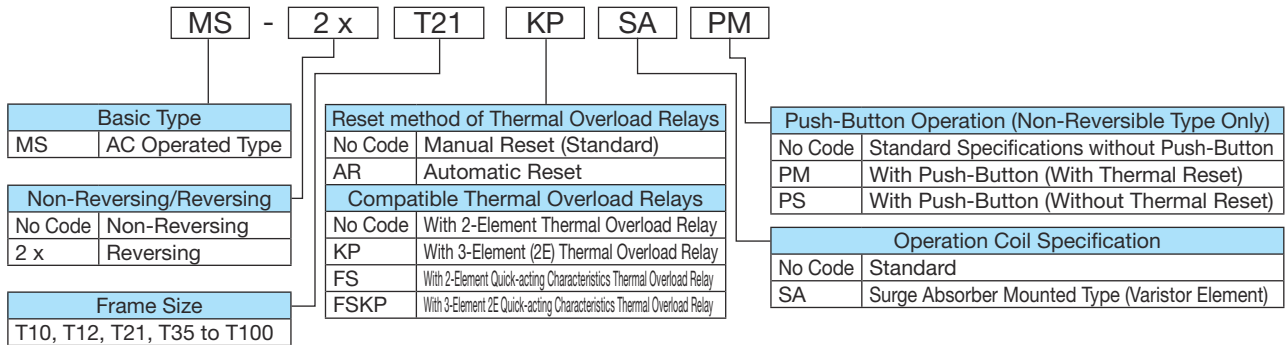 MS - 2 x T21 KP SA PM
Basic Type
MS AC Operated Type
Non-Reversing/Reversing
No Code Non-Reversing
2 x Reversing
Frame Size
T10, T12, T21, T35 to T100
Reset method of Thermal Overload Relays
No Code Manual Reset (Standard)
AR Automatic Reset
Compatible Thermal Overload Relays
No Code With 2-Element Thermal Overload Relay
KP With 3-Element (2E) Thermal Overload Relay
FS With 2-Element Quick-acting Characteristics Thermal Overload Relay
FSKP With 3-Element 2E Quick-acting Characteristics Thermal Overload Relay
Push-Button Operation (Non-Reversible Type Only)
No Code Standard Specifications without Push-Button
PM With Push-Button (With Thermal Reset)
PS With Push-Button (Without Thermal Reset)
Operation Coil Specification
No Code Standard
SA Surge Absorber Mounted Type (Varistor Element)